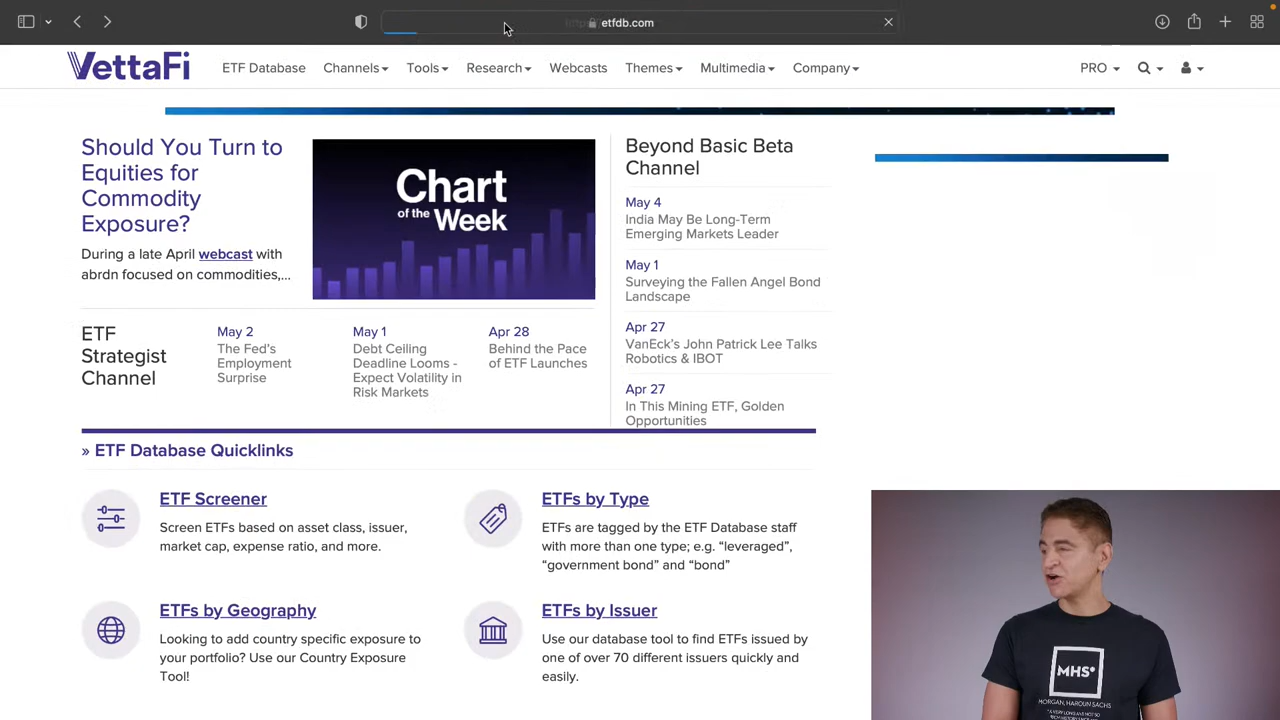 etfdb.com
VettaFi
ETF Database
Channels
Tools
Research
Webcasts
Themes
Multimedia
Company
PRO
Should You Turn to
Equities for
Commodity
Exposure?
During a late April webcast with
abrdn focused on commodities,...
Chart
of the Week
ETF
Strategist
Channel
May 2
The Fed's
Employment
Surprise
May 1
Debt Ceiling
Deadline Looms -
Expect Volatility in
Risk Markets
Apr 28
Behind the Pace
of ETF Launches
Beyond Basic Beta
Channel
May 4
India May Be Long-Term
Emerging Markets Leader
May 1
Surveying the Fallen Angel Bond
Landscape
Apr 27
VanEck's John Patrick Lee Talks
Robotics & IBOT
Apr 27
In This Mining ETF, Golden
Opportunities
» ETF Database Quicklinks
ETF Screener
Screen ETFs based on asset class, issuer,
market cap, expense ratio, and more.
ETFs by Type
ETFs are tagged by the ETF Database staff
with more than one type; e.g. “leveraged”,
“government bond” and “bond”
ETFs by Geography
Looking to add country specific exposure to
your portfolio? Use our Country Exposure
Tool!
ETFs by Issuer
Use our database tool to find ETFs issued by
one of over 70 different issuers quickly and
easily.
MHS
MORGAN, HAROUN SACHS